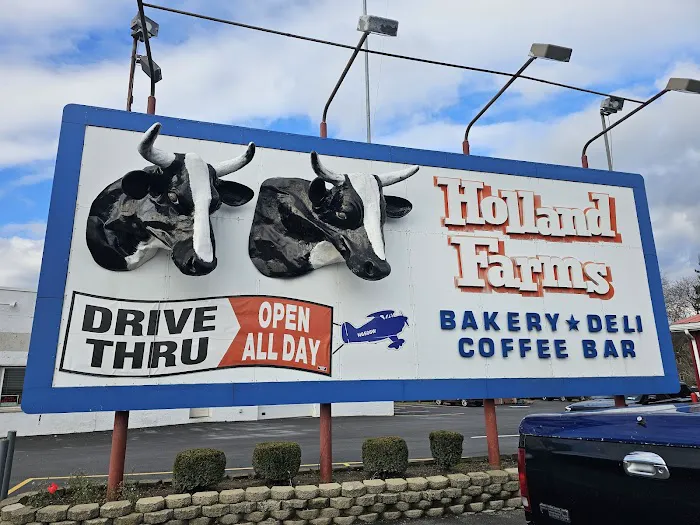 Holland
Farms
BAKERY★DELI
COFFEE BAR
DRIVE
THRU
OPEN
ALL DAY